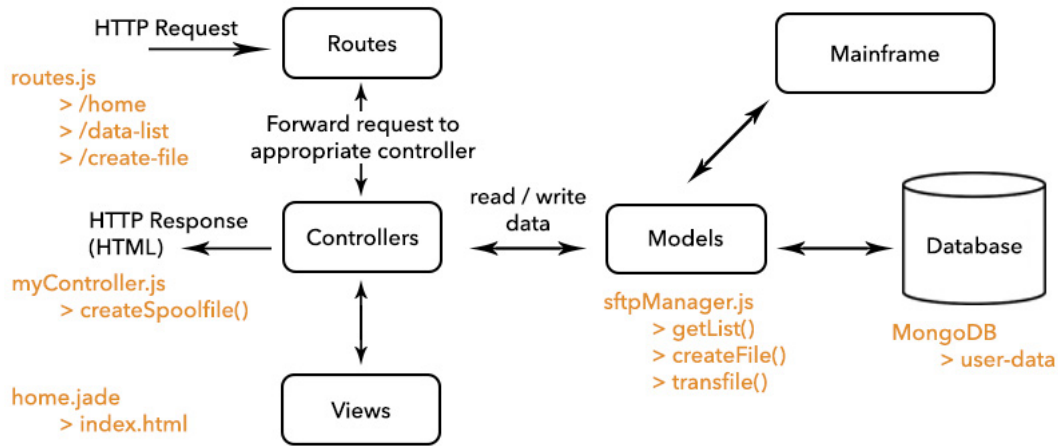 HTTP Request
Routes
Mainframe
routes.js
> /home
> /data-list
> /create-file
Forward request to
appropriate controller
read / write
data
HTTP Response
(HTML)
Controllers
Models
Database
myController.js
> createSpoolfile()
sftpManager.js
> getList()
> createFile()
> transfile()
MongoDB
> user-data
home.jade
> index.html
Views